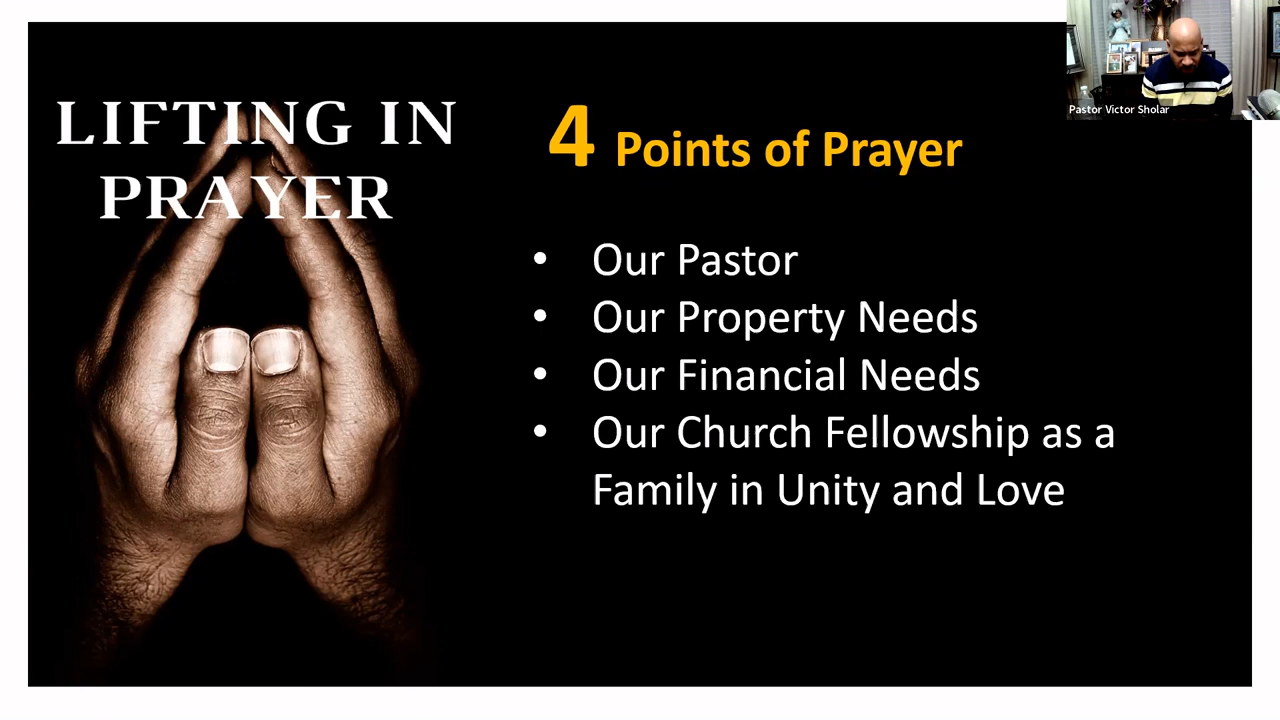 LIFTING IN
PRAYER
4 Points of Prayer
• Our Pastor
• Our Property Needs
• Our Financial Needs
• Our Church Fellowship as a
Family in Unity and Love
Pastor Victor Sholar